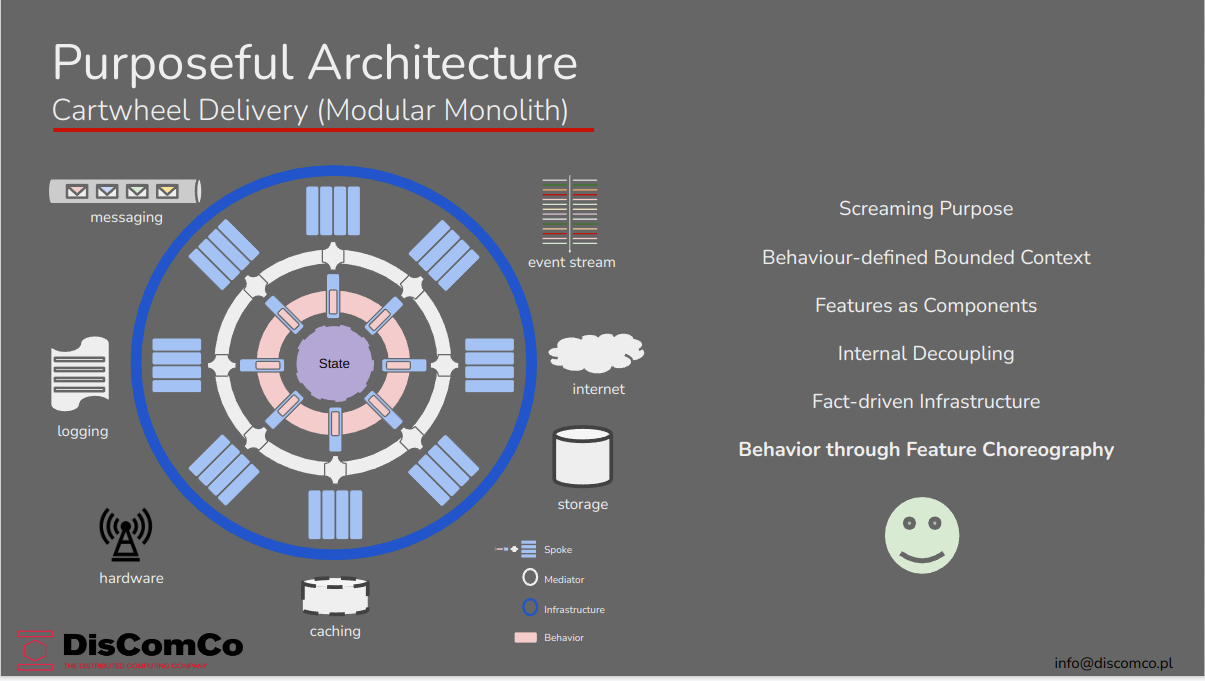 Purposeful Architecture
Cartwheel Delivery (Modular Monolith)
messaging
event stream
State
internet
logging
storage
hardware
caching
Spoke
Mediator
Infrastructure
Behavior
Screaming Purpose
Behaviour-defined Bounded Context
Features as Components
Internal Decoupling
Fact-driven Infrastructure
Behavior through Feature Choreography
DisComCo
THE DISTRIBUTED COMPUTING COMPANY
info@discomco.pl